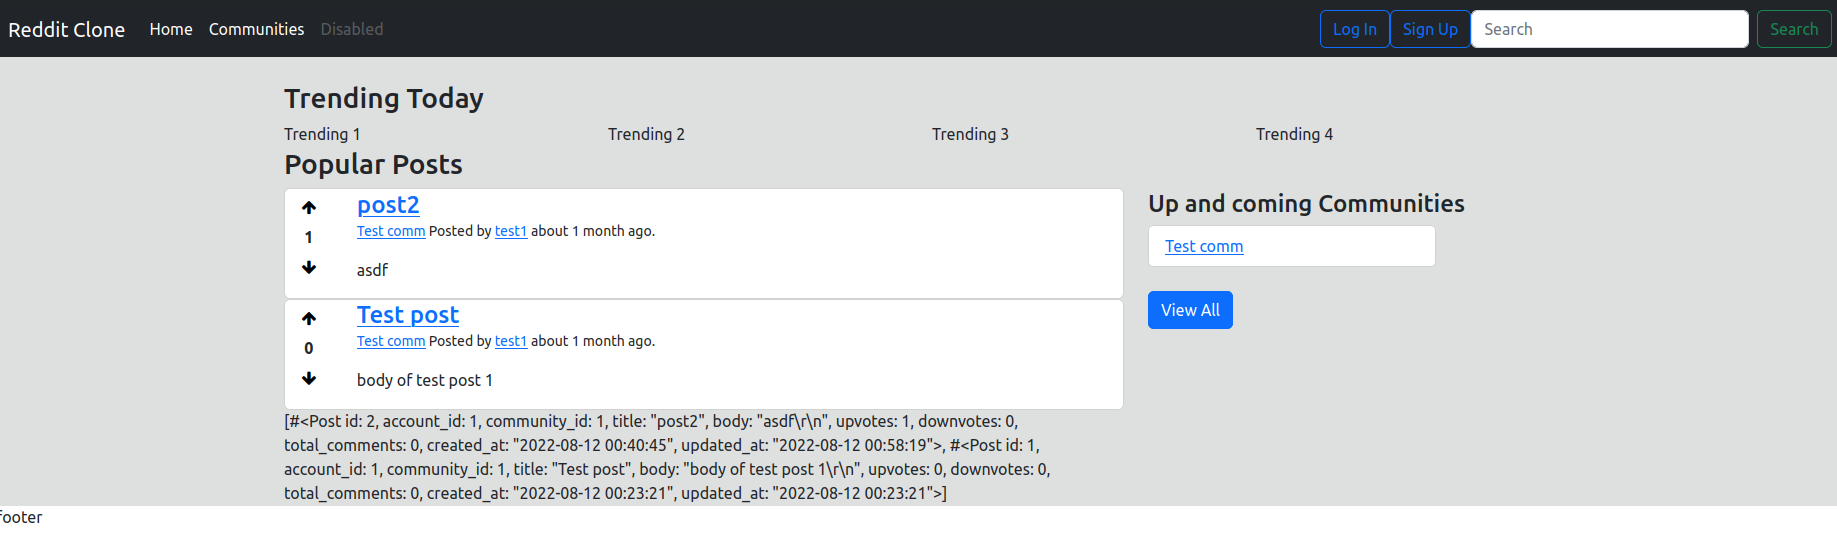 Reddit Clone Home Communities Disabled Log In Sign Up Search Search
Trending Today
Trending 1 Trending 2 Trending 3 Trending 4
Popular Posts
post2
1
Test comm Posted by test1 about 1 month ago.
asdf
Test post
0
Test comm Posted by test1 about 1 month ago.
body of test post 1
[#<Post id: 2, account_id: 1, community_id: 1, title: "post2", body: "asdf\r\n", upvotes: 1, downvotes: 0,
total_comments: 0, created_at: "2022-08-12 00:40:45", updated_at: "2022-08-12 00:58:19">, #<Post id: 1,
account_id: 1, community_id: 1, title: "Test post", body: "body of test post 1\r\n", upvotes: 0, downvotes: 0,
total_comments: 0, created_at: "2022-08-12 00:23:21", updated_at: "2022-08-12 00:23:21">]
Up and coming Communities
Test comm
View All
footer